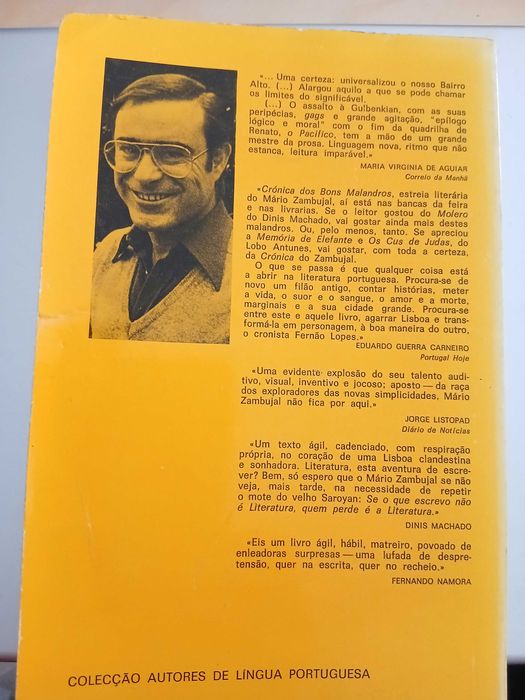 «... Uma certeza: universalizou o nosso Bairro
Alto. (...) Alargou aquilo a que se pode chamar
os limites do significável.
(...) O assalto à Gulbenkian, com as suas
peripécias, gags e grande agitação, "epílogo
lógico e moral" com o fim da quadrilha de
Renato, o Pacífico, tem a mão de um grande
mestre da prosa. Linguagem nova, ritmo que não
estanca, leitura imparável.»
MARIA VIRGINIA DE AGUIAR
Correio da Manhã
«Crónica dos Bons Malandros, estreia literária
do Mário Zambujal, aí está nas bancas da feira
e nas livrarias. Se o leitor gostou do Molero
do Dinis Machado, vai gostar ainda mais destes
malandros. Ou, pelo menos, tanto. Se apreciou
a Memória de Elefante e Os Cus de Judas, do
Lobo Antunes, vai gostar, com toda a certeza,
da Crónica do Zambujal.
O que se passa é que qualquer coisa está
a abrir na literatura portuguesa. Procura-se de
novo um filão antigo, contar histórias, meter
a vida, o suor e o sangue, o amor e a morte,
marginais e a sua cidade grande. Procura-se
entre este e aquele livro, agarrar Lisboa e trans-
formá-la em personagem, à boa maneira do outro,
o cronista Fernão Lopes.»
EDUARDO GUERRA CARNEIRO
Portugal Hoje
«Uma evidente explosão do seu talento audi-
tivo, visual, inventivo e jocoso; aposto — da raça
dos exploradores das novas simplicidades, Mário
Zambujal não fica por aqui.»
JORGE LISTOPAD
Diário de Notícias
«Um texto ágil, cadenciado, com respiração
própria, no coração de uma Lisboa clandestina
e sonhadora. Literatura, esta aventura de escre-
ver? Bem, só espero que o Mário Zambujal se não
veja, mais tarde, na necessidade de repetir
o mote do velho Saroyan: Se o que escrevo não
é Literatura, quem perde é a Literatura.»
DINIS MACHADO
«Eis um livro ágil, hábil, matreiro, povoado de
enleadoras surpresas — uma lufada de despre-
tensão, quer na escrita, quer no recheio.»
FERNANDO NAMORA
COLECÇÃO AUTORES DE LÍNGUA PORTUGUESA